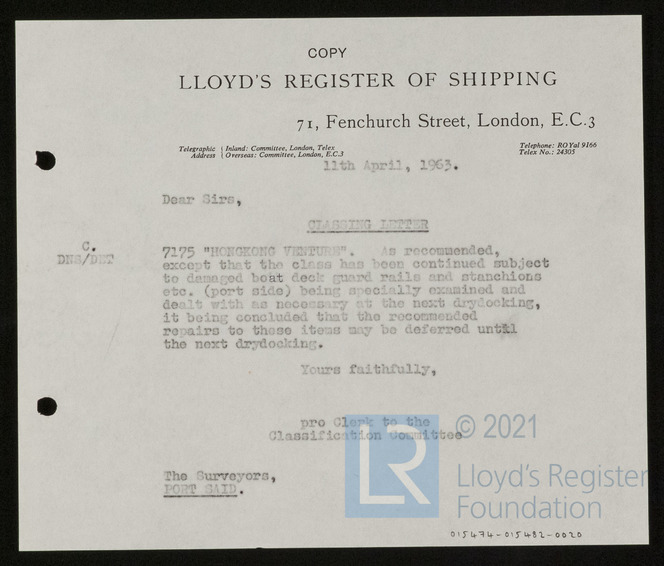 COPY
LLOYD'S REGISTER OF SHIPPING
71, Fenchurch Street, London, E.C.3
Telegraphic Address { Inland: Committee, London, Telex
Overseas: Committee, London, E.C.3
Telephone: ROYal 9166
Telex No.: 24305
11th April, 1963.
Dear Sirs,
CLASSING LETTER
C.
DNS/DET
7175 "HONGKONG VENTURE". As recommended,
except that the class has been continued subject
to damaged boat deck guard rails and stanchions
etc. (port side) being specially examined and
dealt with as necessary at the next drydocking,
it being concluded that the recommended
repairs to these items may be deferred until
the next drydocking.
Yours faithfully,
pro Clerk to the
Classification Committee
The Surveyors,
PORT SAID.
LR
© 2021
Lloyd's Register
Foundation
015474-015482-0020